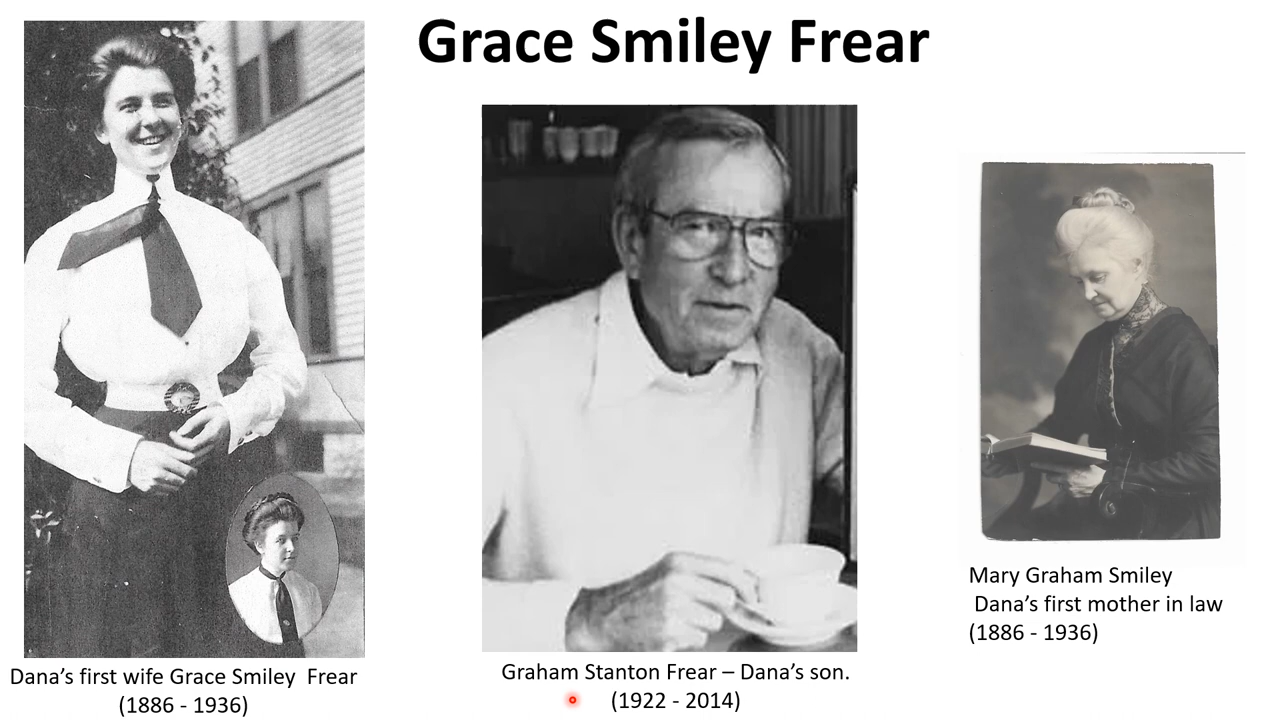 Grace Smiley Frear
Dana’s first wife Grace Smiley  Frear
(1886 - 1936)
Graham Stanton Frear – Dana’s son.
(1922 - 2014)
Mary Graham Smiley
Dana’s first mother in law
(1886 - 1936)